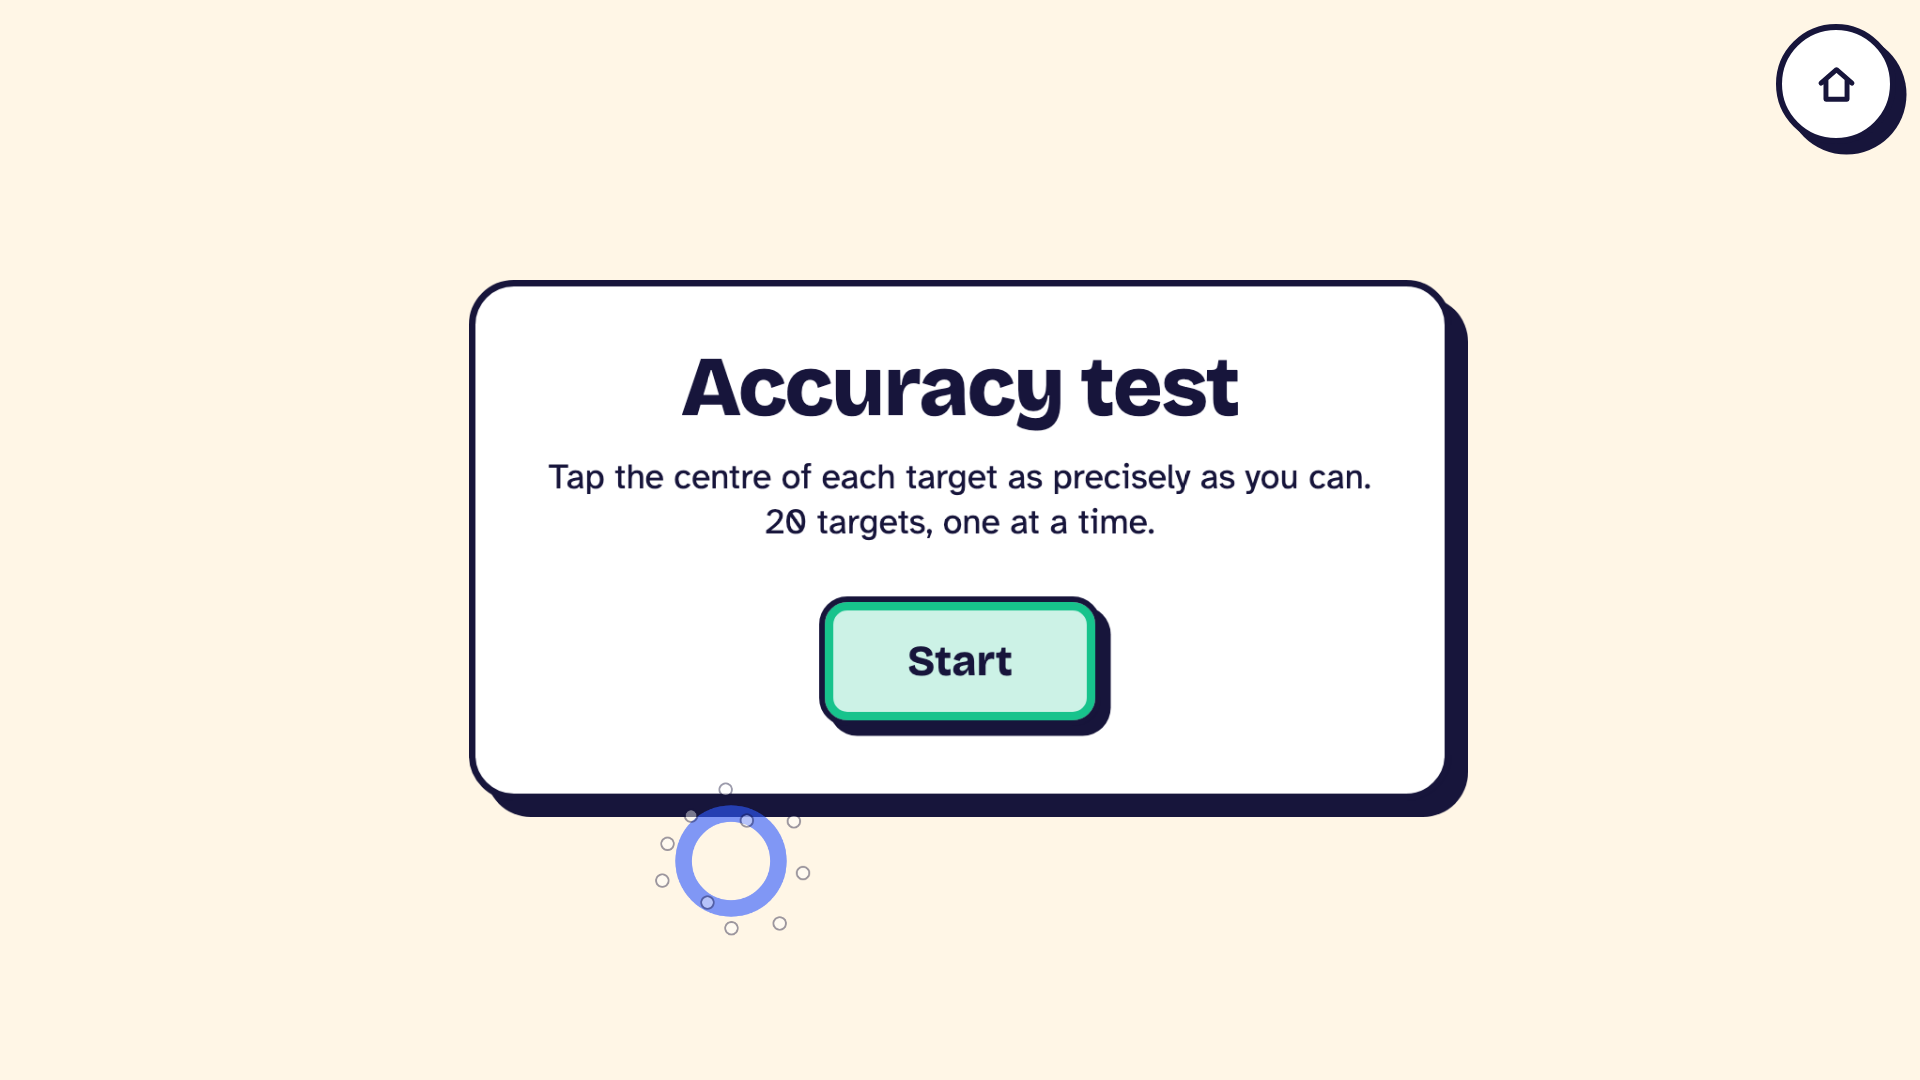 Accuracy test
Tap the centre of each target as precisely as you can.
20 targets, one at a time.
Start